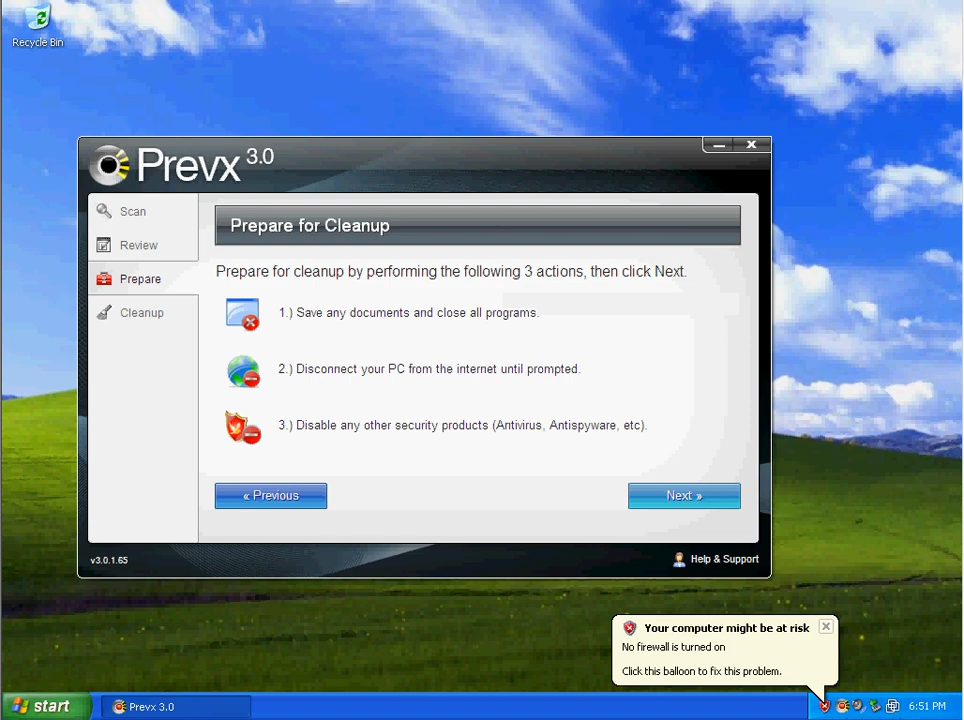 Recycle Bin
Prevx 3.0
Scan
Review
Prepare
Cleanup
Prepare for Cleanup
Prepare for cleanup by performing the following 3 actions, then click Next.
1.) Save any documents and close all programs.
2.) Disconnect your PC from the internet until prompted.
3.) Disable any other security products (Antivirus, Antispyware, etc).
« Previous
Next »
v3.0.1.65
Help & Support
Your computer might be at risk
No firewall is turned on
Click this balloon to fix this problem.
start
Prevx 3.0
6:51 PM